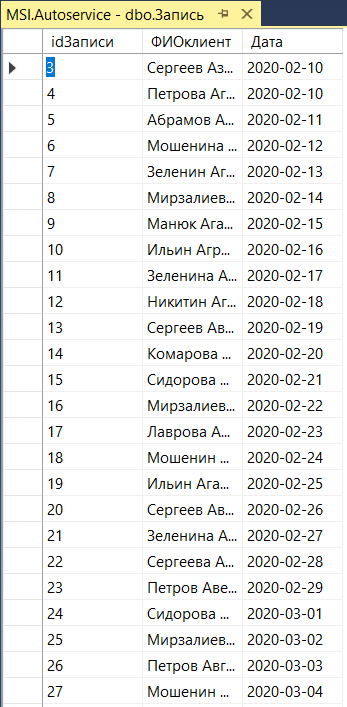 MSI.Autoservice - dbo.Запись
idЗаписи ФИОклиент Дата
3 Сергеев Аз... 2020-02-10
4 Петрова Аг... 2020-02-10
5 Абрамов А... 2020-02-11
6 Мошенина ... 2020-02-12
7 Зеленин Аг... 2020-02-13
8 Мирзалиев... 2020-02-14
9 Манюк Ага... 2020-02-15
10 Ильин Агр... 2020-02-16
11 Зеленина А... 2020-02-17
12 Никитин Аг... 2020-02-18
13 Сергеев Ав... 2020-02-19
14 Комарова ... 2020-02-20
15 Сидорова ... 2020-02-21
16 Мирзалиев... 2020-02-22
17 Лаврова А... 2020-02-23
18 Мошенин ... 2020-02-24
19 Ильин Ага... 2020-02-25
20 Сергеев Ав... 2020-02-26
21 Зеленина А... 2020-02-27
22 Сергеева А... 2020-02-28
23 Петров Аве... 2020-02-29
24 Сидорова ... 2020-03-01
25 Мирзалиев... 2020-03-02
26 Петров Авг... 2020-03-03
27 Мошенин ... 2020-03-04